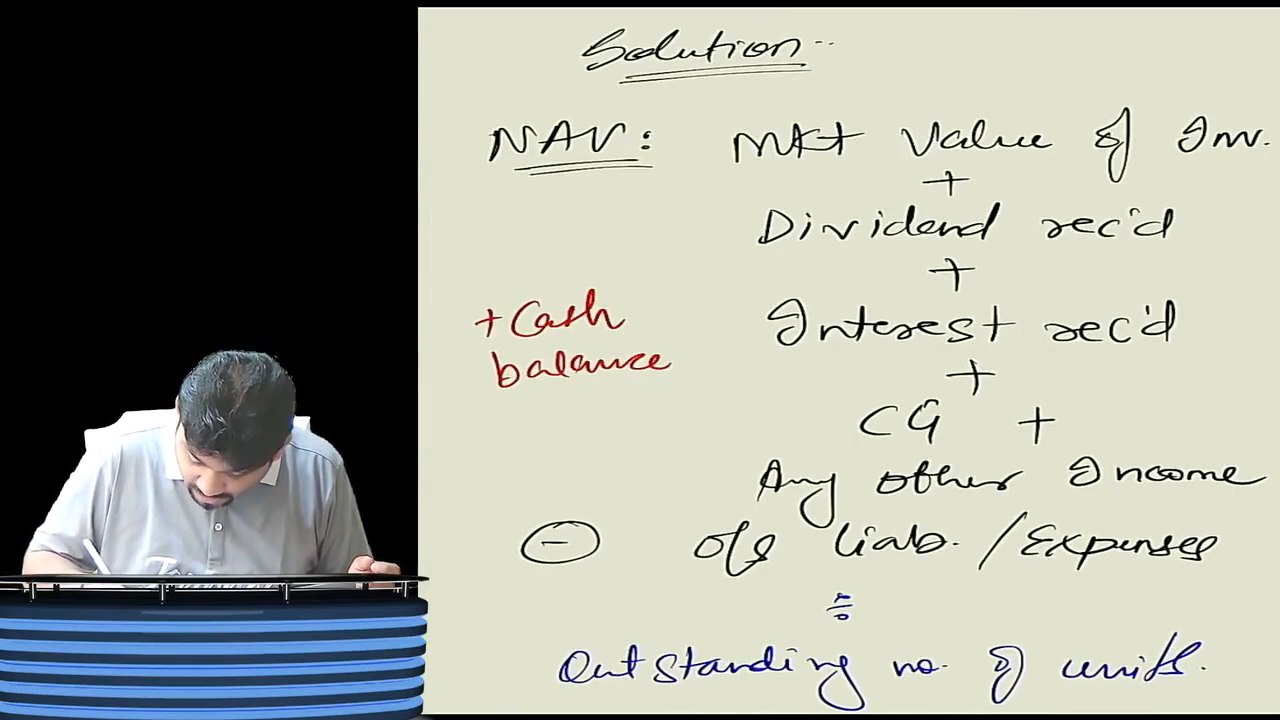 Solution..
NAV: MKt Value of Inv.
+
Dividend rec'd
+
+ Cash balance
Interest rec'd
+
CG +
Any other Income
(-) o/s liab. / Expenses
÷
Outstanding no. of units.